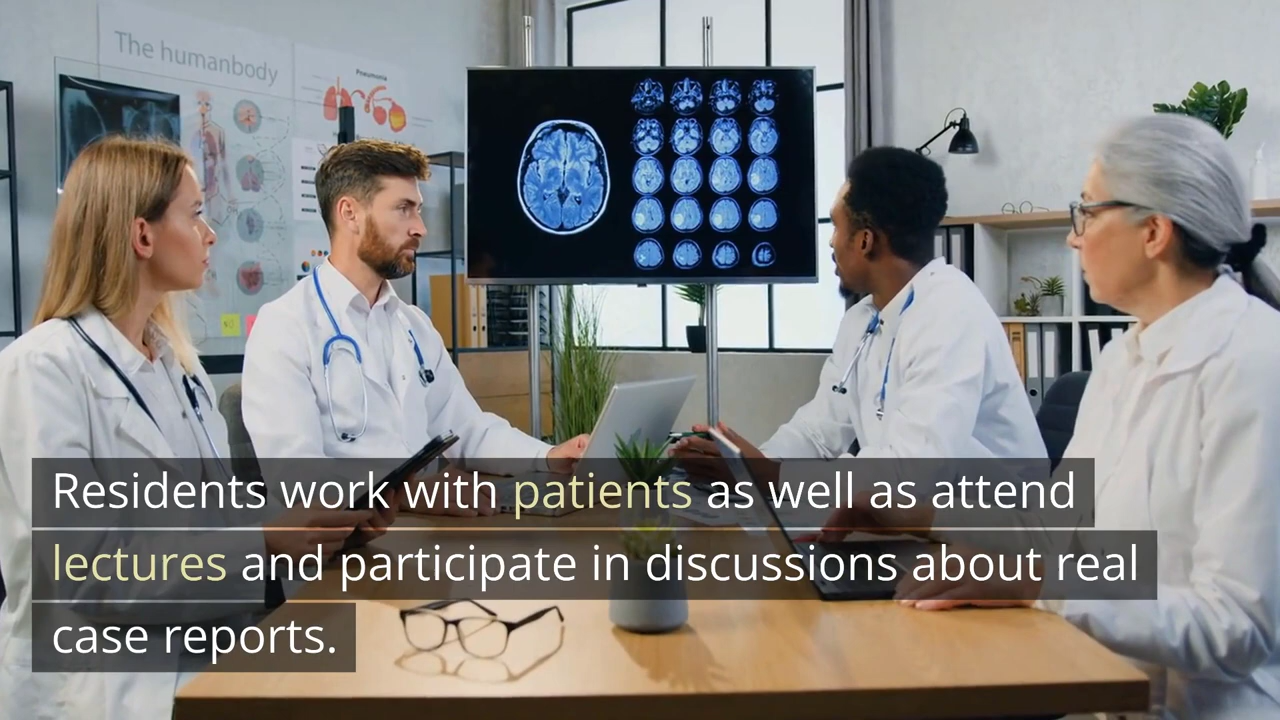 The humanbody
Pneumonia
Residents work with patients as well as attend
lectures and participate in discussions about real
case reports.